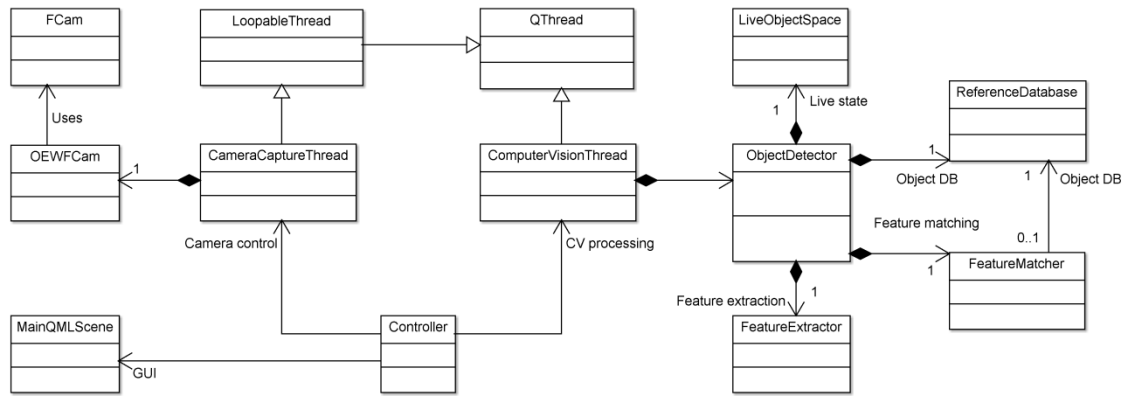 FCam
LoopableThread
QThread
LiveObjectSpace
ReferenceDatabase
Uses
1
Live state
OEWFCam
CameraCaptureThread
ComputerVisionThread
ObjectDetector
1
1
Object DB
1
Object DB
Camera control
CV processing
Feature matching
0..1
1
FeatureMatcher
Feature extraction
1
MainQMLScene
Controller
FeatureExtractor
GUI